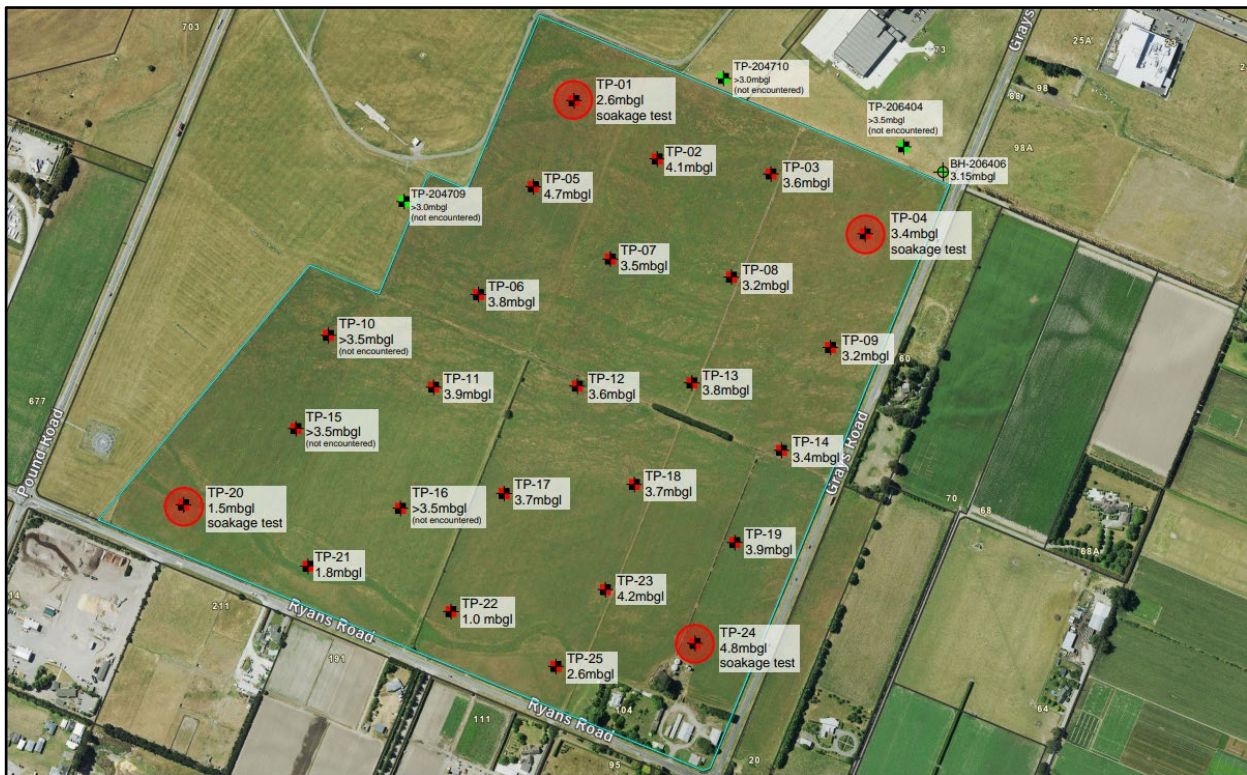 703
TP-204710
>3.0mbgl
(not encountered)
73
Grays
25A
23
98
88
TP-01
2.6mbgl
soakage test
TP-206404
>3.5mbgl
(not encountered)
98A
TP-02
4.1mbgl
TP-03
3.6mbgl
BH-206406
3.15mbgl
TP-05
4.7mbgl
TP-204709
>3.0mbgl
(not encountered)
TP-04
3.4mbgl
soakage test
TP-07
3.5mbgl
TP-08
3.2mbgl
TP-06
3.8mbgl
TP-10
>3.5mbgl
(not encountered)
TP-09
3.2mbgl
60
TP-11
3.9mbgl
TP-12
3.6mbgl
TP-13
3.8mbgl
677
Pound Road
TP-15
>3.5mbgl
(not encountered)
TP-14
3.4mbgl
Grays Road
TP-20
1.5mbgl
soakage test
TP-16
>3.5mbgl
(not encountered)
TP-17
3.7mbgl
TP-18
3.7mbgl
70
68
TP-19
3.9mbgl
68A
TP-21
1.8mbgl
14
211
Ryans Road
TP-22
1.0 mbgl
TP-23
4.2mbgl
TP-24
4.8mbgl
soakage test
191
TP-25
2.6mbgl
104
64
111
Ryans Road
95
20